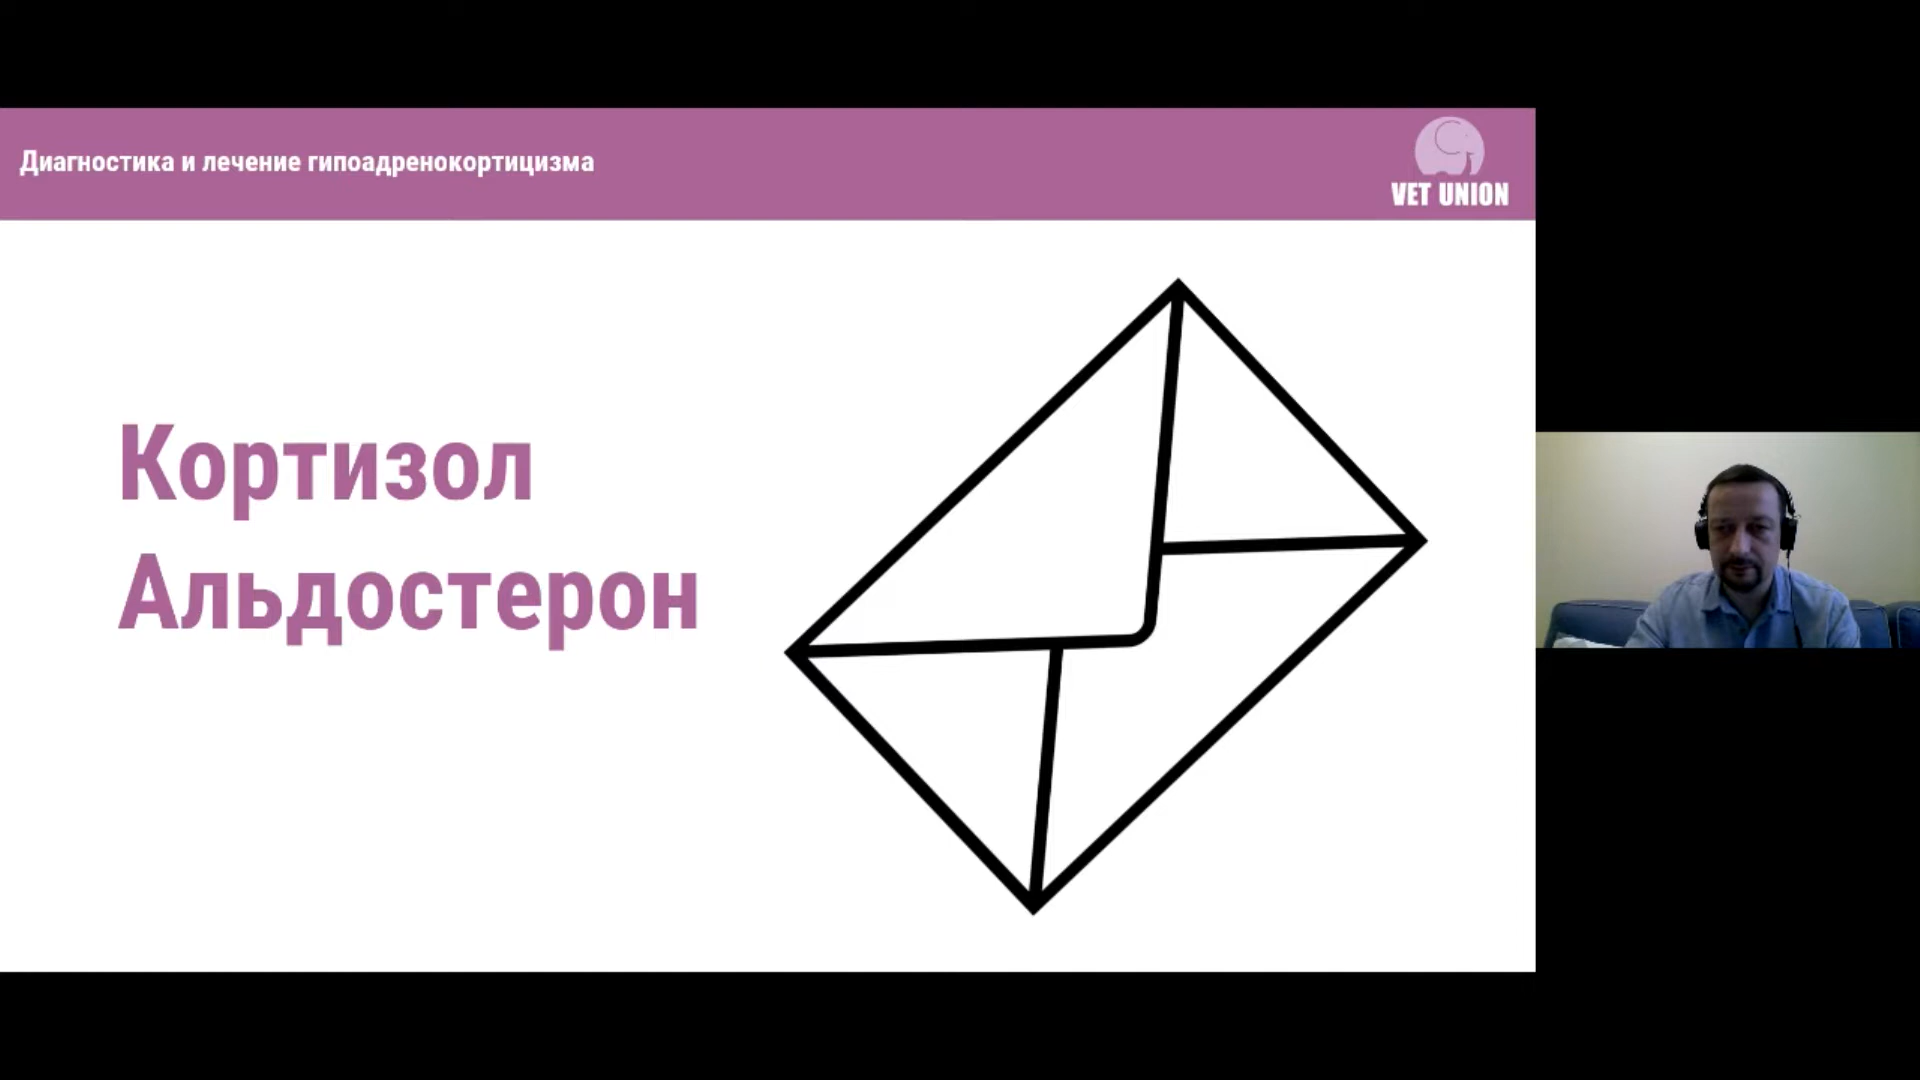 Диагностика и лечение гипоадренокортицизма
VET UNION
Кортизол
Альдостерон